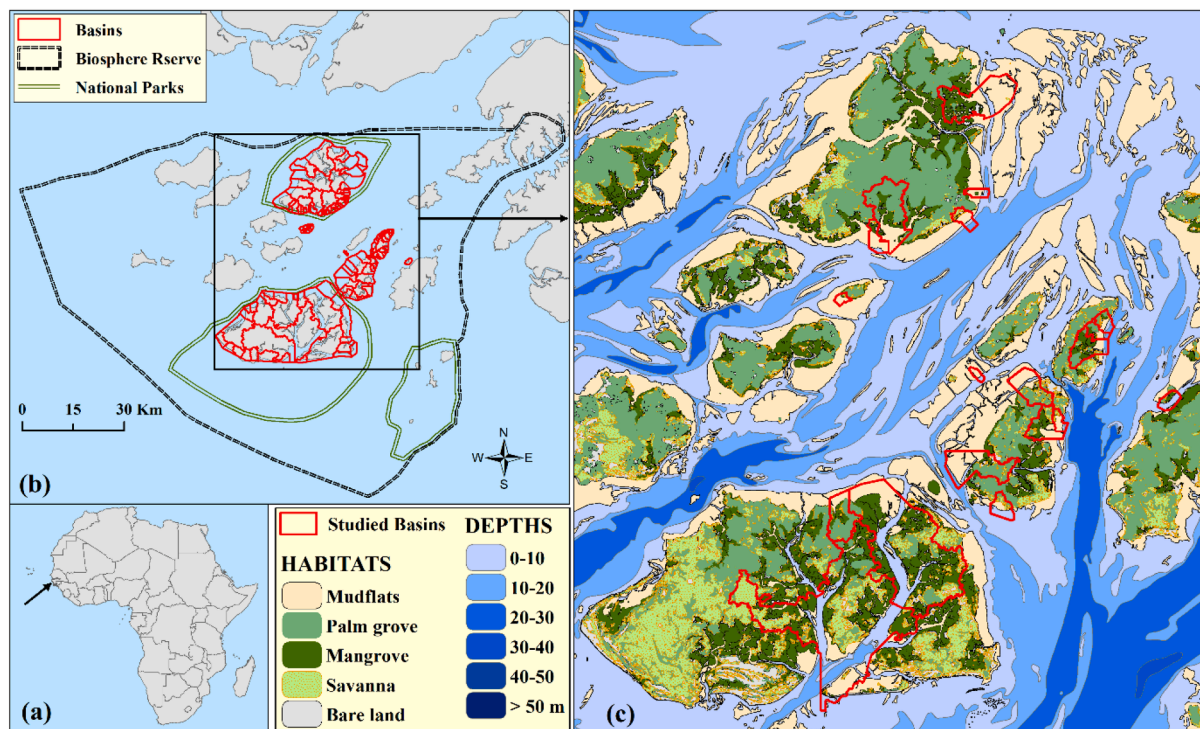 Basins
Biosphere Rserve
National Parks
0 15 30 Km
N
W E
S
(b)
(a)
Studied Basins
HABITATS
Mudflats
Palm grove
Mangrove
Savanna
Bare land
DEPTHS
0-10
10-20
20-30
30-40
40-50
> 50 m
(c)